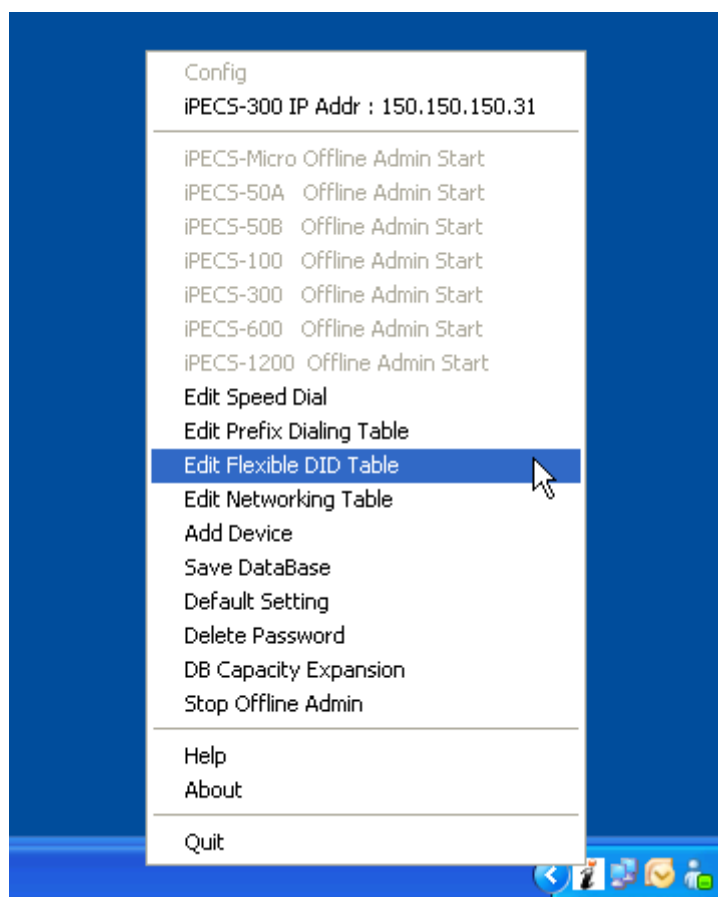 Config
iPECS-300 IP Addr : 150.150.150.31
iPECS-Micro Offline Admin Start
iPECS-50A Offline Admin Start
iPECS-50B Offline Admin Start
iPECS-100 Offline Admin Start
iPECS-300 Offline Admin Start
iPECS-600 Offline Admin Start
iPECS-1200 Offline Admin Start
Edit Speed Dial
Edit Prefix Dialing Table
Edit Flexible DID Table
Edit Networking Table
Add Device
Save DataBase
Default Setting
Delete Password
DB Capacity Expansion
Stop Offline Admin
Help
About
Quit